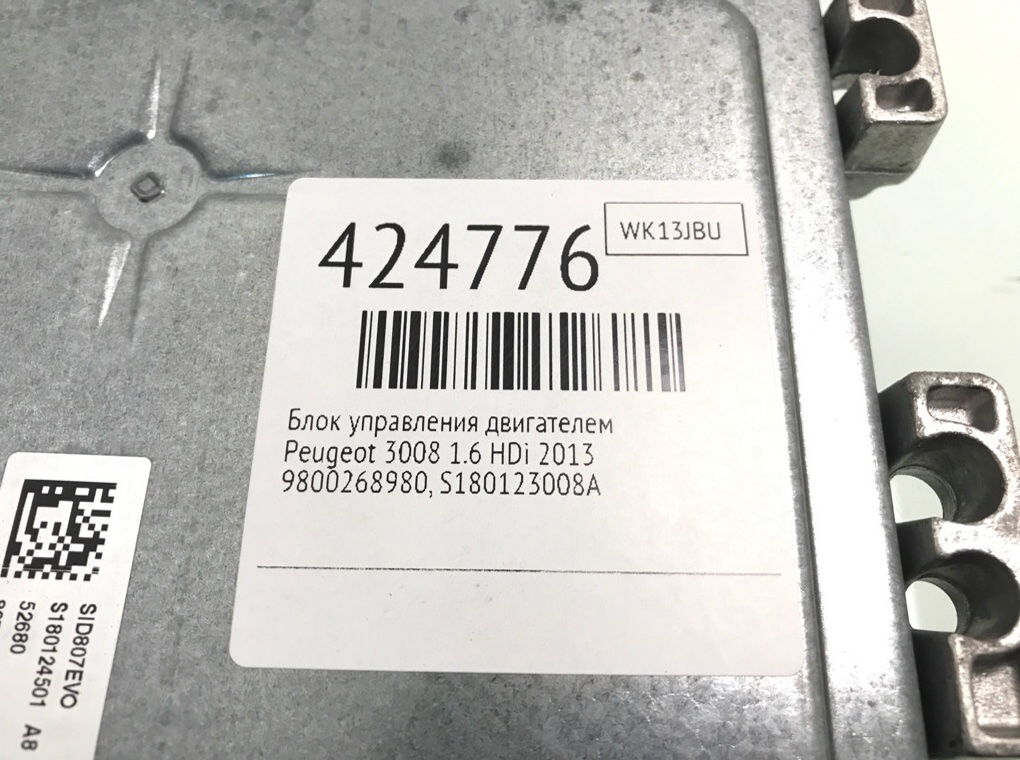 424776
WK13JBU
Блок управления двигателем
Peugeot 3008 1.6 HDi 2013
9800268980, S180123008A
SID807EVO
S180124501 A8
52680